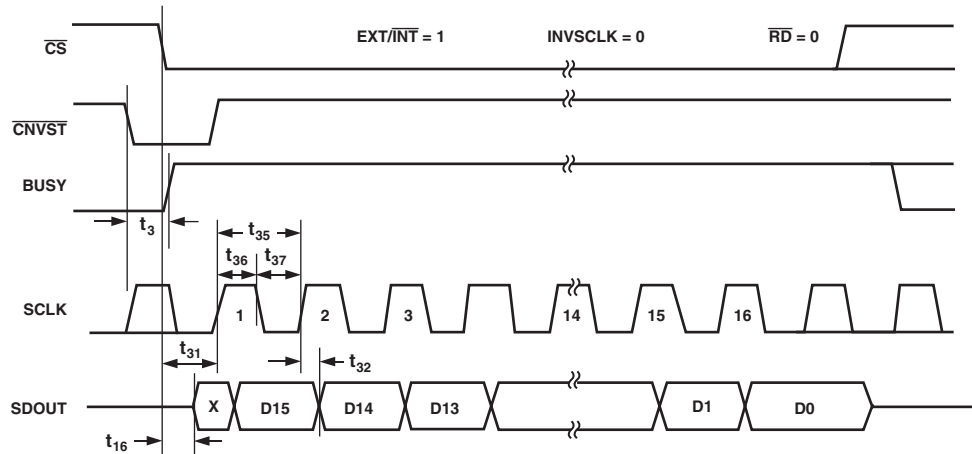 EXT/INT = 1 INVSCLK = 0 RD = 0
CS
CNVST
BUSY
t3
t35
t36 t37
SCLK 1 2 3 14 15 16
t31
t32
SDOUT X D15 D14 D13 D1 D0
t16